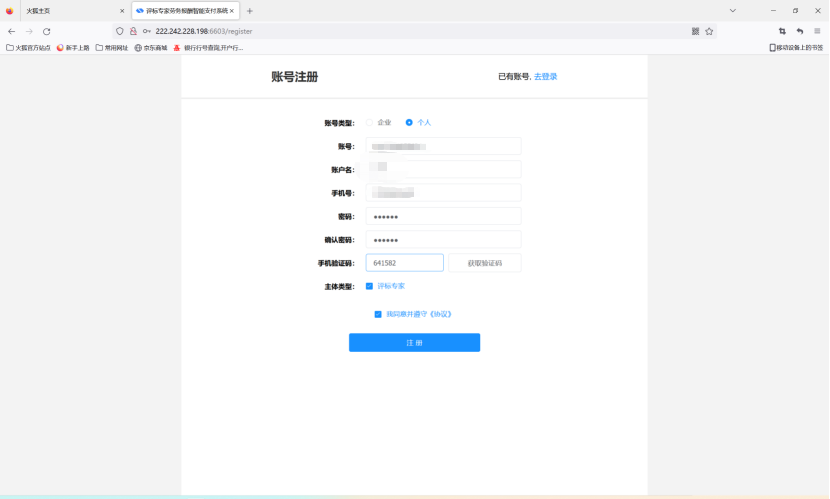 火狐主页
评标专家劳务报酬智能支付系统
222.242.228.198:6603/register
火狐官方站点 新手上路 常用网址 京东商城 银行行号查询,开户行... 移动设备上的书签
账号注册
已有账号, 去登录
账号类型: 企业 个人
账号:
账户名:
手机号:
密码: ••••••
确认密码: ••••••
手机验证码: 641582 获取验证码
主体类型: 评标专家
我同意并遵守《协议》
注 册